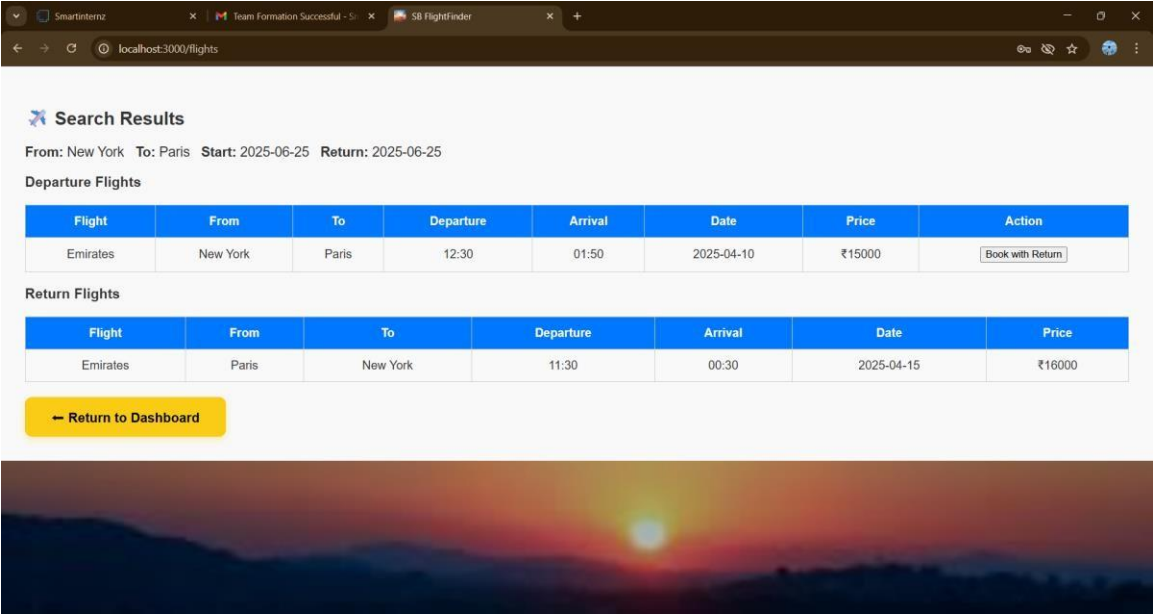 Smartinternz
Team Formation Successful - S
SB FlightFinder
localhost:3000/flights
Search Results
From: New York To: Paris Start: 2025-06-25 Return: 2025-06-25
Departure Flights
Flight From To Departure Arrival Date Price Action
Emirates New York Paris 12:30 01:50 2025-04-10 ₹15000 Book with Return
Return Flights
Flight From To Departure Arrival Date Price
Emirates Paris New York 11:30 00:30 2025-04-15 ₹16000
← Return to Dashboard